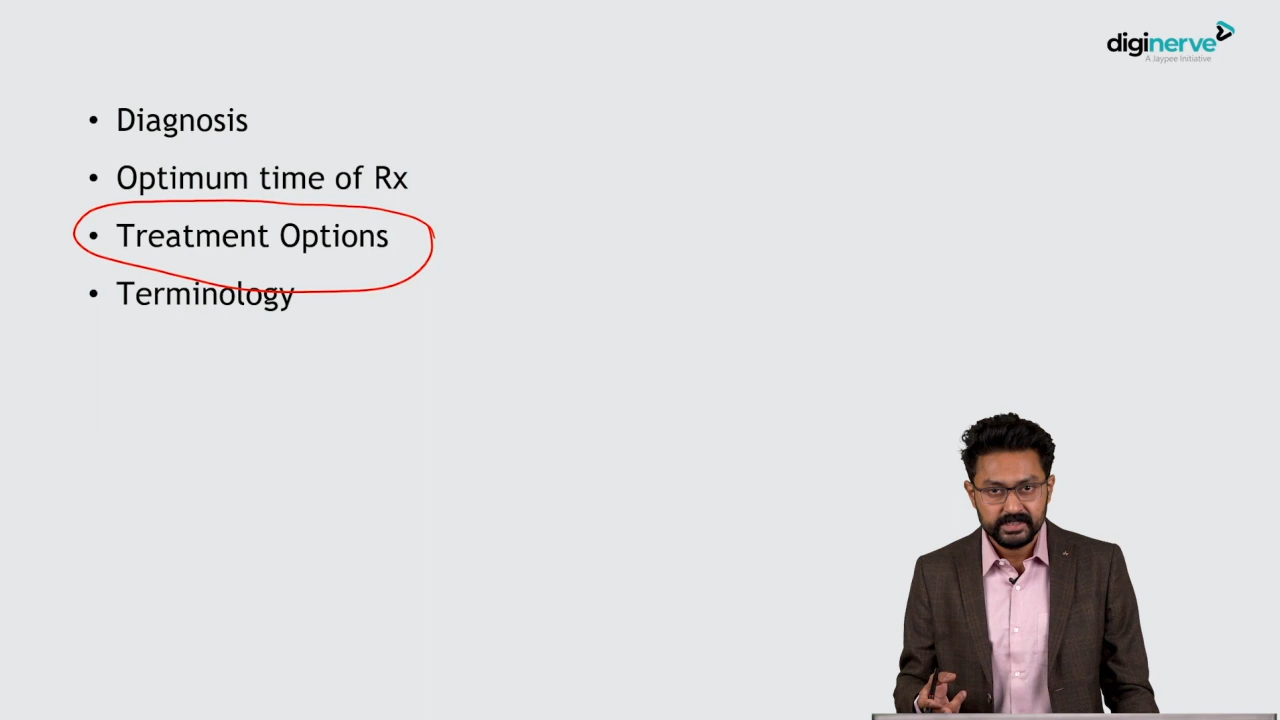 diginerve
A Jaypee Initiative
• Diagnosis
• Optimum time of Rx
• Treatment Options
• Terminology